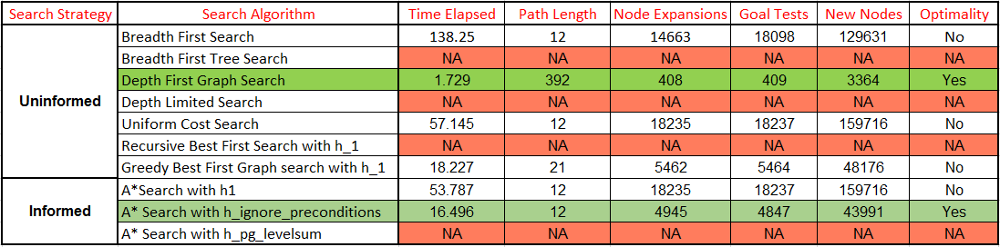 Search Strategy Search Algorithm Time Elapsed Path Length Node Expansions Goal Tests New Nodes Optimality
Uninformed
Breadth First Search 138.25 12 14663 18098 129631 No
Breadth First Tree Search NA NA NA NA NA NA
Depth First Graph Search 1.729 392 408 409 3364 Yes
Depth Limited Search NA NA NA NA NA NA
Uniform Cost Search 57.145 12 18235 18237 159716 No
Recursive Best First Search with h_1 NA NA NA NA NA NA
Greedy Best First Graph search with h_1 18.227 21 5462 5464 48176 No
Informed
A*Search with h1 53.787 12 18235 18237 159716 No
A* Search with h_ignore_preconditions 16.496 12 4945 4847 43991 Yes
A* Search with h_pg_levelsum NA NA NA NA NA NA